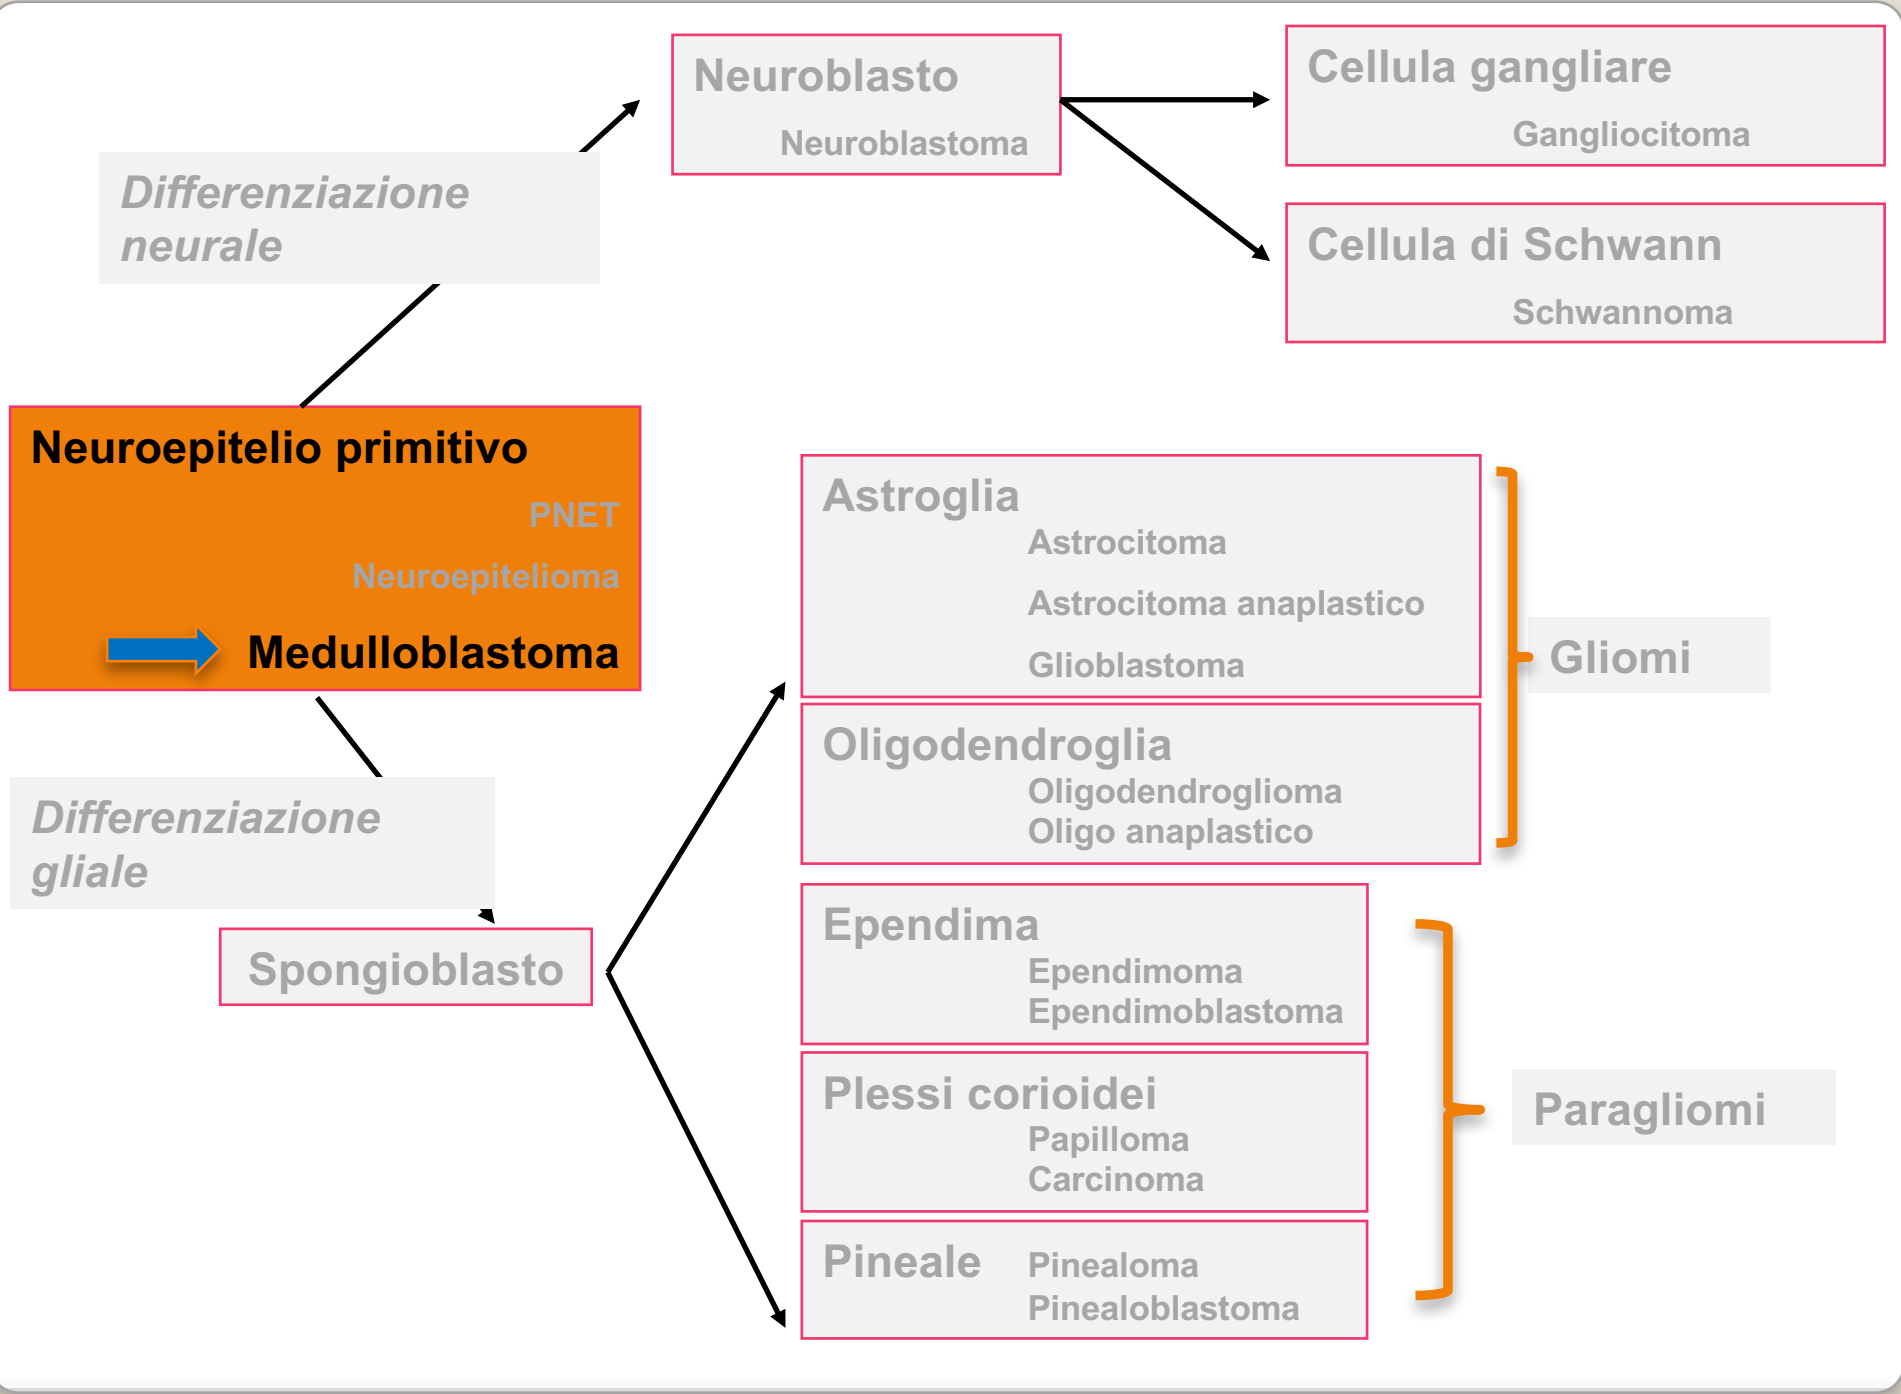 Neuroblasto
Neuroblastoma
Cellula gangliare
Gangliocitoma
Cellula di Schwann
Schwannoma
Differenziazione
neurale
Neuroepitelio primitivo
PNET
Neuroepitelioma
Medulloblastoma
Differenziazione
gliale
Spongioblasto
Astroglia
Astrocitoma
Astrocitoma anaplastico
Glioblastoma
Oligodendroglia
Oligodendroglioma
Oligo anaplastico
Gliomi
Ependima
Ependimoma
Ependimoblastoma
Plessi corioidei
Papilloma
Carcinoma
Pineale Pinealoma
Pinealoblastoma
Paragliomi